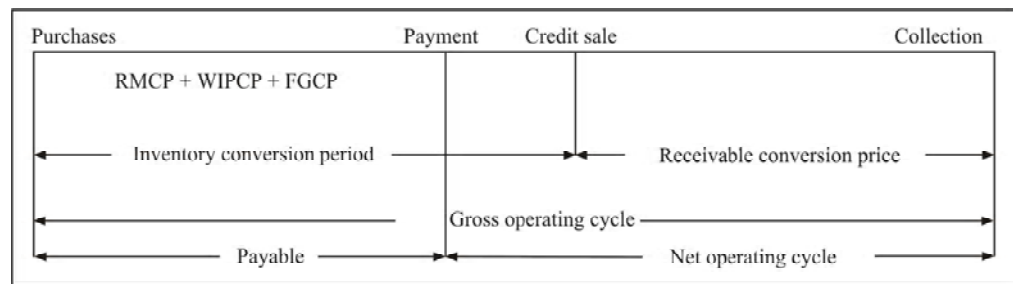 Purchases Payment Credit sale Collection
RMCP + WIPCP + FGCP
Inventory conversion period Receivable conversion price
Gross operating cycle
Payable Net operating cycle